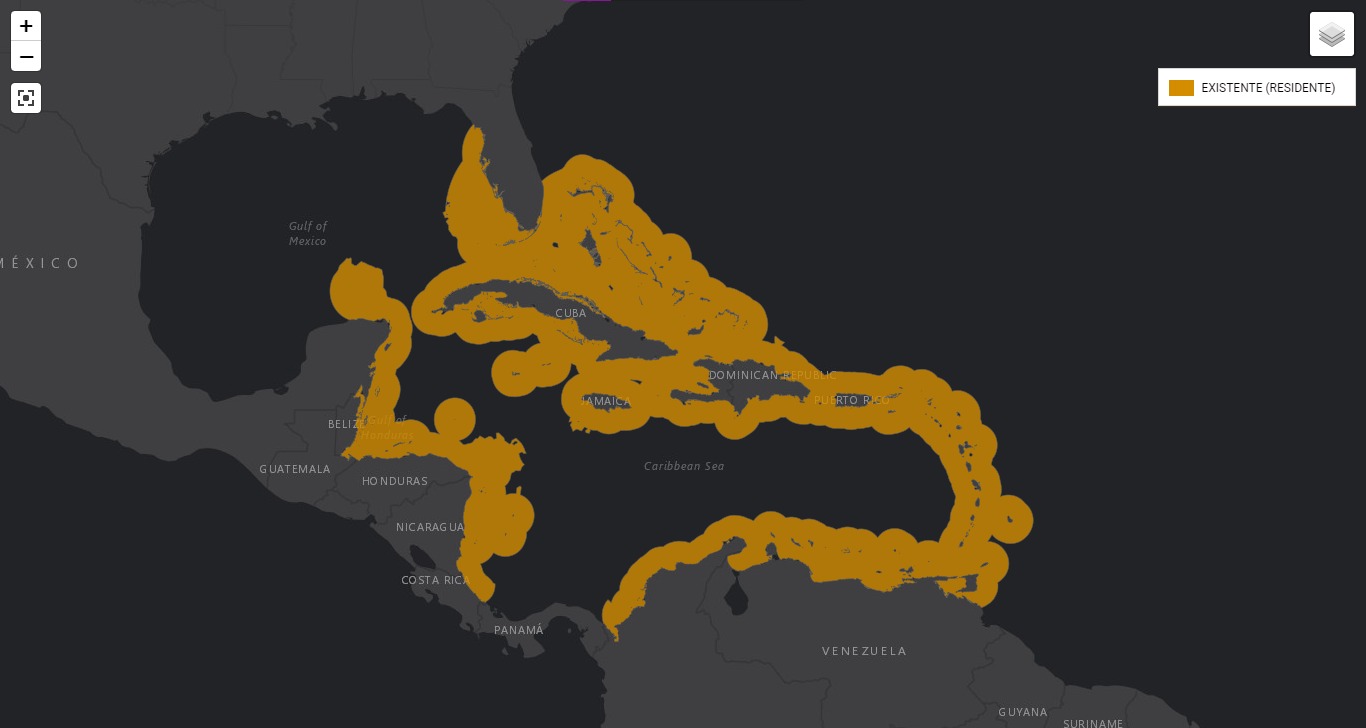 +
−
EXISTENTE (RESIDENTE)
Gulf of
Mexico
MÉXICO
CUBA
DOMINICAN REPUBLIC
JAMAICA
PUERTO RICO
BELIZE
Gulf of
Honduras
Caribbean Sea
GUATEMALA
HONDURAS
NICARAGUA
COSTA RICA
PANAMÁ
VENEZUELA
GUYANA
SURINAME